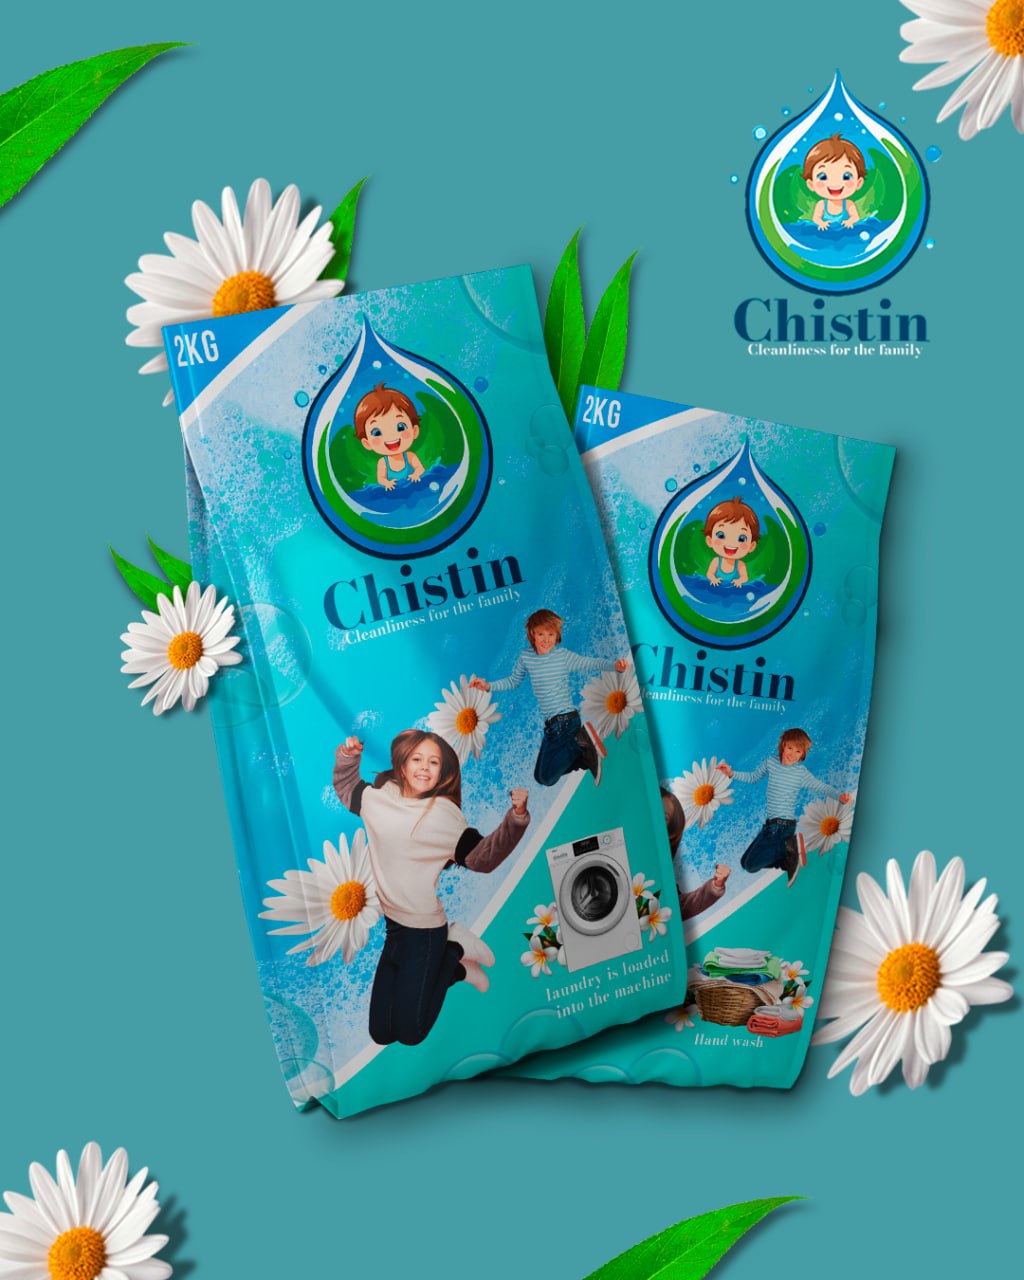 Chistin
Cleanliness for the family
2KG
Chistin
Cleanliness for the family
laundry is loaded
into the machine
2KG
Chistin
eanliness for the family
Hand wash